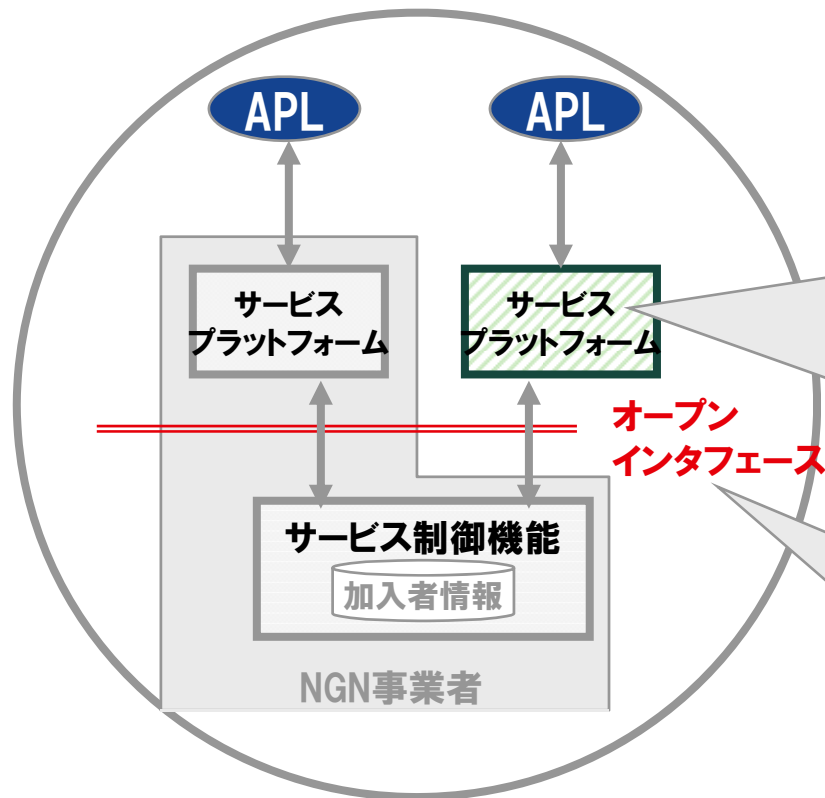 APL
APL
サービス
プラットフォーム
サービス
プラットフォーム
オープン
インタフェース
サービス制御機能
加入者情報
NGN事業者